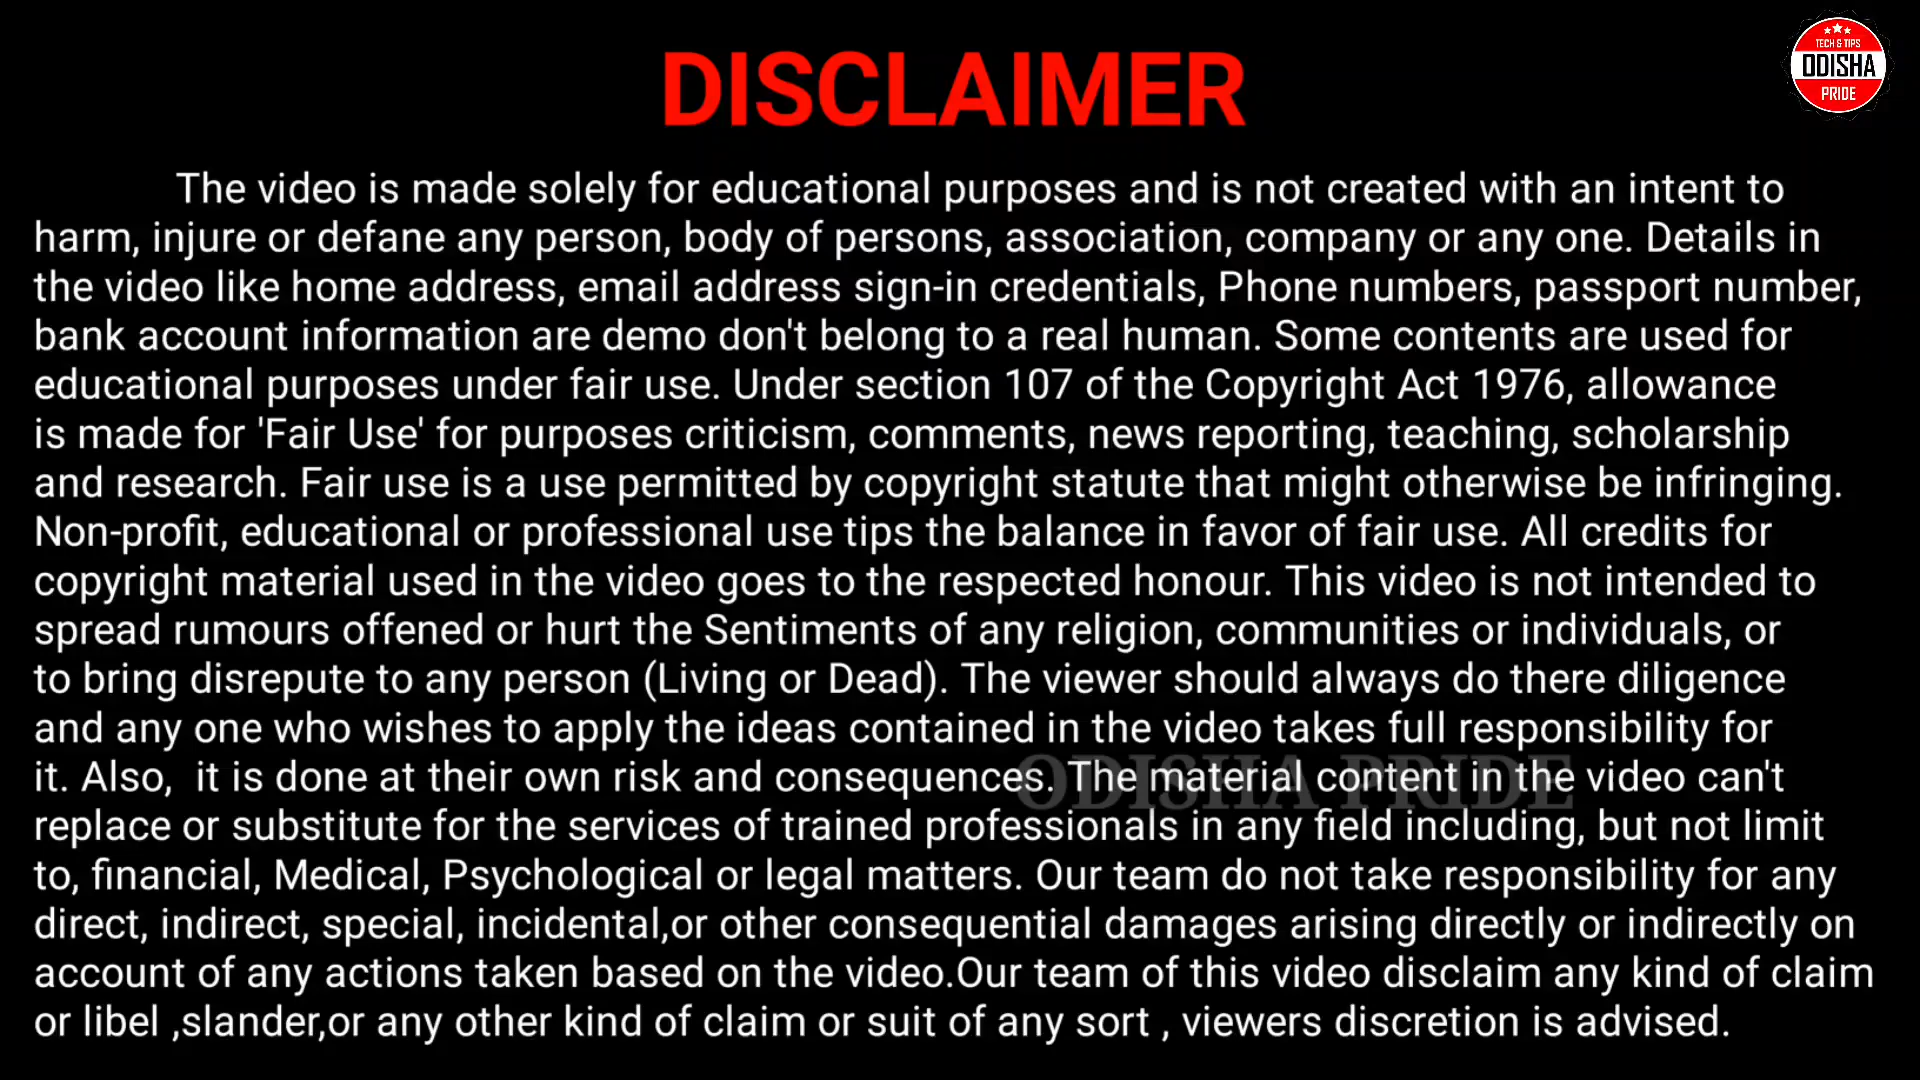 DISCLAIMER
TECH & TIPS
ODISHA
PRIDE
The video is made solely for educational purposes and is not created with an intent to
harm, injure or defane any person, body of persons, association, company or any one. Details in
the video like home address, email address sign-in credentials, Phone numbers, passport number,
bank account information are demo don't belong to a real human. Some contents are used for
educational purposes under fair use. Under section 107 of the Copyright Act 1976, allowance
is made for 'Fair Use' for purposes criticism, comments, news reporting, teaching, scholarship
and research. Fair use is a use permitted by copyright statute that might otherwise be infringing.
Non-profit, educational or professional use tips the balance in favor of fair use. All credits for
copyright material used in the video goes to the respected honour. This video is not intended to
spread rumours offened or hurt the Sentiments of any religion, communities or individuals, or
to bring disrepute to any person (Living or Dead). The viewer should always do there diligence
and any one who wishes to apply the ideas contained in the video takes full responsibility for
it. Also,  it is done at their own risk and consequences. The material content in the video can't
ODISHA PRIDE
replace or substitute for the services of trained professionals in any field including, but not limit
to, financial, Medical, Psychological or legal matters. Our team do not take responsibility for any
direct, indirect, special, incidental,or other consequential damages arising directly or indirectly on
account of any actions taken based on the video.Our team of this video disclaim any kind of claim
or libel ,slander,or any other kind of claim or suit of any sort , viewers discretion is advised.